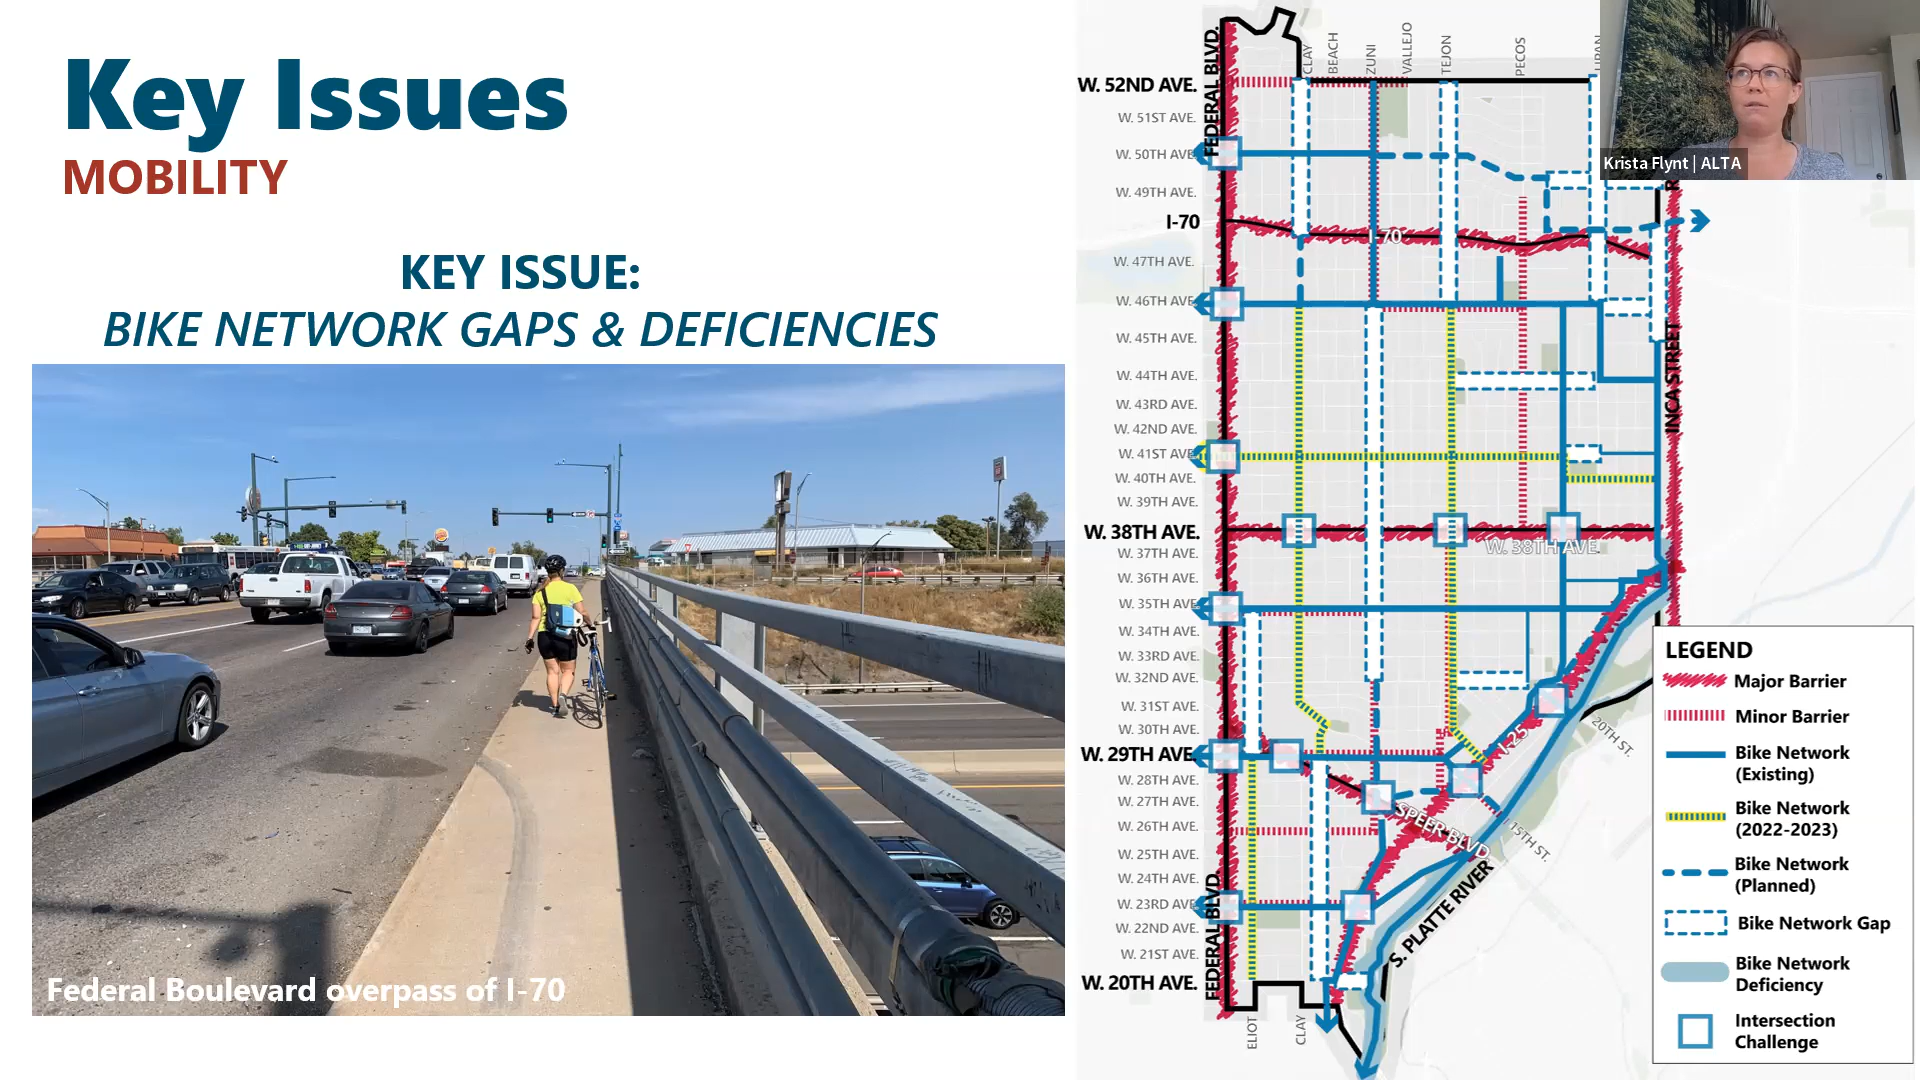 Key Issues
MOBILITY
KEY ISSUE:
BIKE NETWORK GAPS & DEFICIENCIES
Federal Boulevard overpass of I-70
FEDERAL BLVD.
CLAY
BEACH
ZUNI
VALLEJO
TEJON
PECOS
Krista Flynt | ALTA
W. 52ND AVE.
W. 51ST AVE.
W. 50TH AVE.
W. 49TH AVE.
I-70
I-70
W. 47TH AVE.
W. 46TH AVE.
W. 45TH AVE.
W. 44TH AVE.
W. 43RD AVE.
W. 42ND AVE.
W. 41ST AVE.
W. 40TH AVE.
W. 39TH AVE.
W. 38TH AVE.
W. 38TH AVE.
W. 37TH AVE.
W. 36TH AVE.
W. 35TH AVE.
W. 34TH AVE.
W. 33RD AVE.
W. 32ND AVE.
W. 31ST AVE.
W. 30TH AVE.
W. 29TH AVE.
W. 28TH AVE.
W. 27TH AVE.
W. 26TH AVE.
W. 25TH AVE.
W. 24TH AVE.
W. 23RD AVE.
W. 22ND AVE.
W. 21ST AVE.
W. 20TH AVE.
FEDERAL BLVD.
ELIOT
CLAY
INCA STREET
I-25
20TH ST.
15TH ST.
SPEER BLVD.
S. PLATTE RIVER
LEGEND
Major Barrier
Minor Barrier
Bike Network
(Existing)
Bike Network
(2022-2023)
Bike Network
(Planned)
Bike Network Gap
Bike Network
Deficiency
Intersection
Challenge